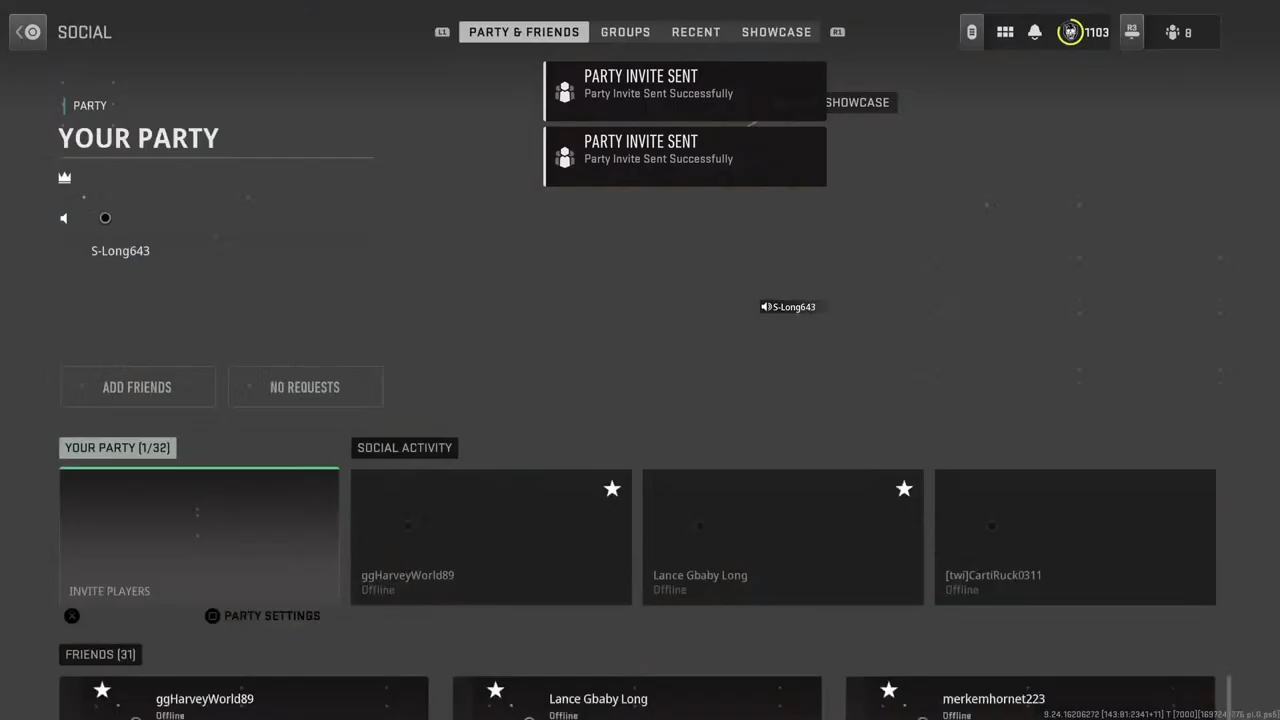 SOCIAL
L1
PARTY & FRIENDS
GROUPS
RECENT
SHOWCASE
R1
1103
R3
8
PARTY INVITE SENT
Party Invite Sent Successfully
PARTY INVITE SENT
Party Invite Sent Successfully
SHOWCASE
PARTY
YOUR PARTY
S-Long643
S-Long643
ADD FRIENDS
NO REQUESTS
YOUR PARTY (1/32)
SOCIAL ACTIVITY
INVITE PLAYERS
ggHarveyWorld89
Offline
Lance Gbaby Long
Offline
[twi]CartiRuck0311
Offline
PARTY SETTINGS
FRIENDS (31)
ggHarveyWorld89
Offline
Lance Gbaby Long
Offline
merkemhornet223
Offline